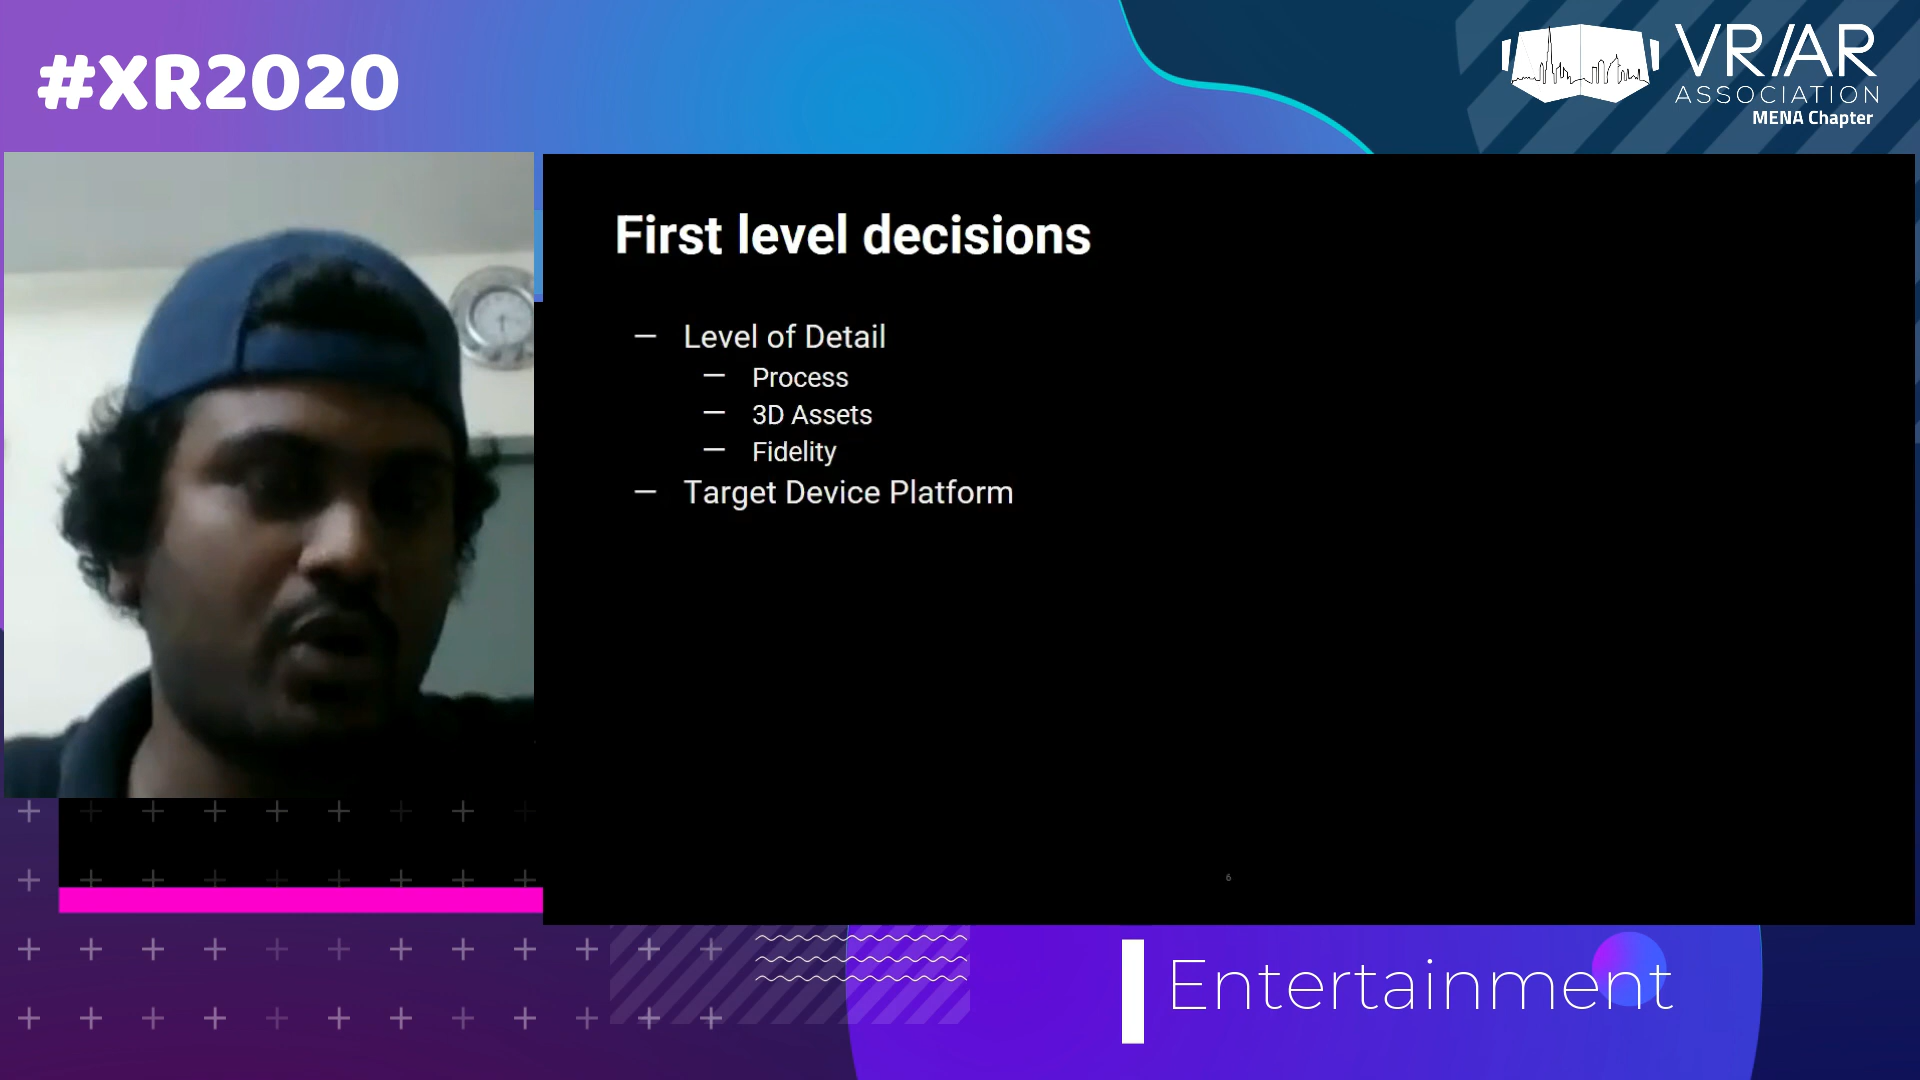 #XR2020
VR/AR
ASSOCIATION
MENA Chapter
First level decisions
— Level of Detail
— Process
— 3D Assets
— Fidelity
— Target Device Platform
6
Entertainment